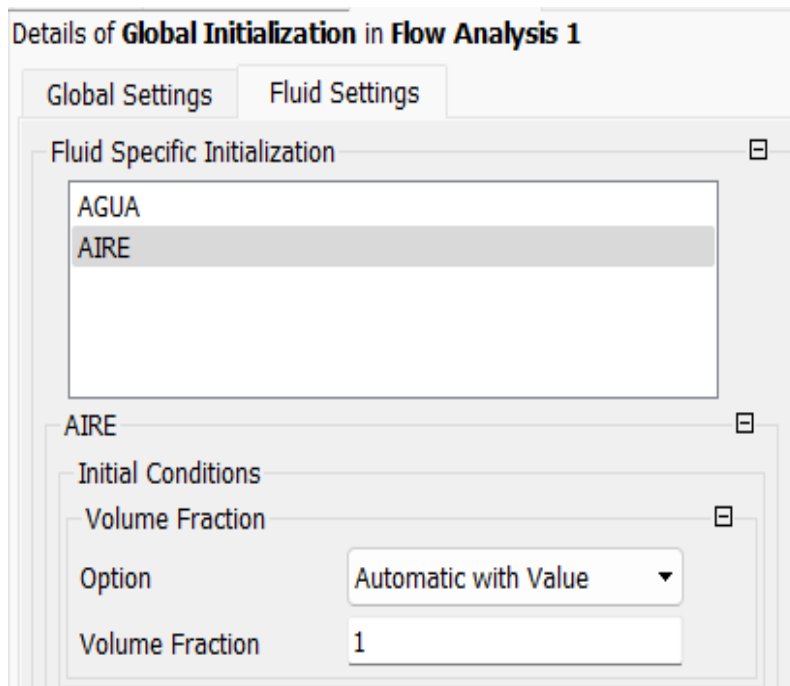 Details of Global Initialization in Flow Analysis 1
Global Settings Fluid Settings
Fluid Specific Initialization
AGUA
AIRE
AIRE
Initial Conditions
Volume Fraction
Option Automatic with Value
Volume Fraction 1